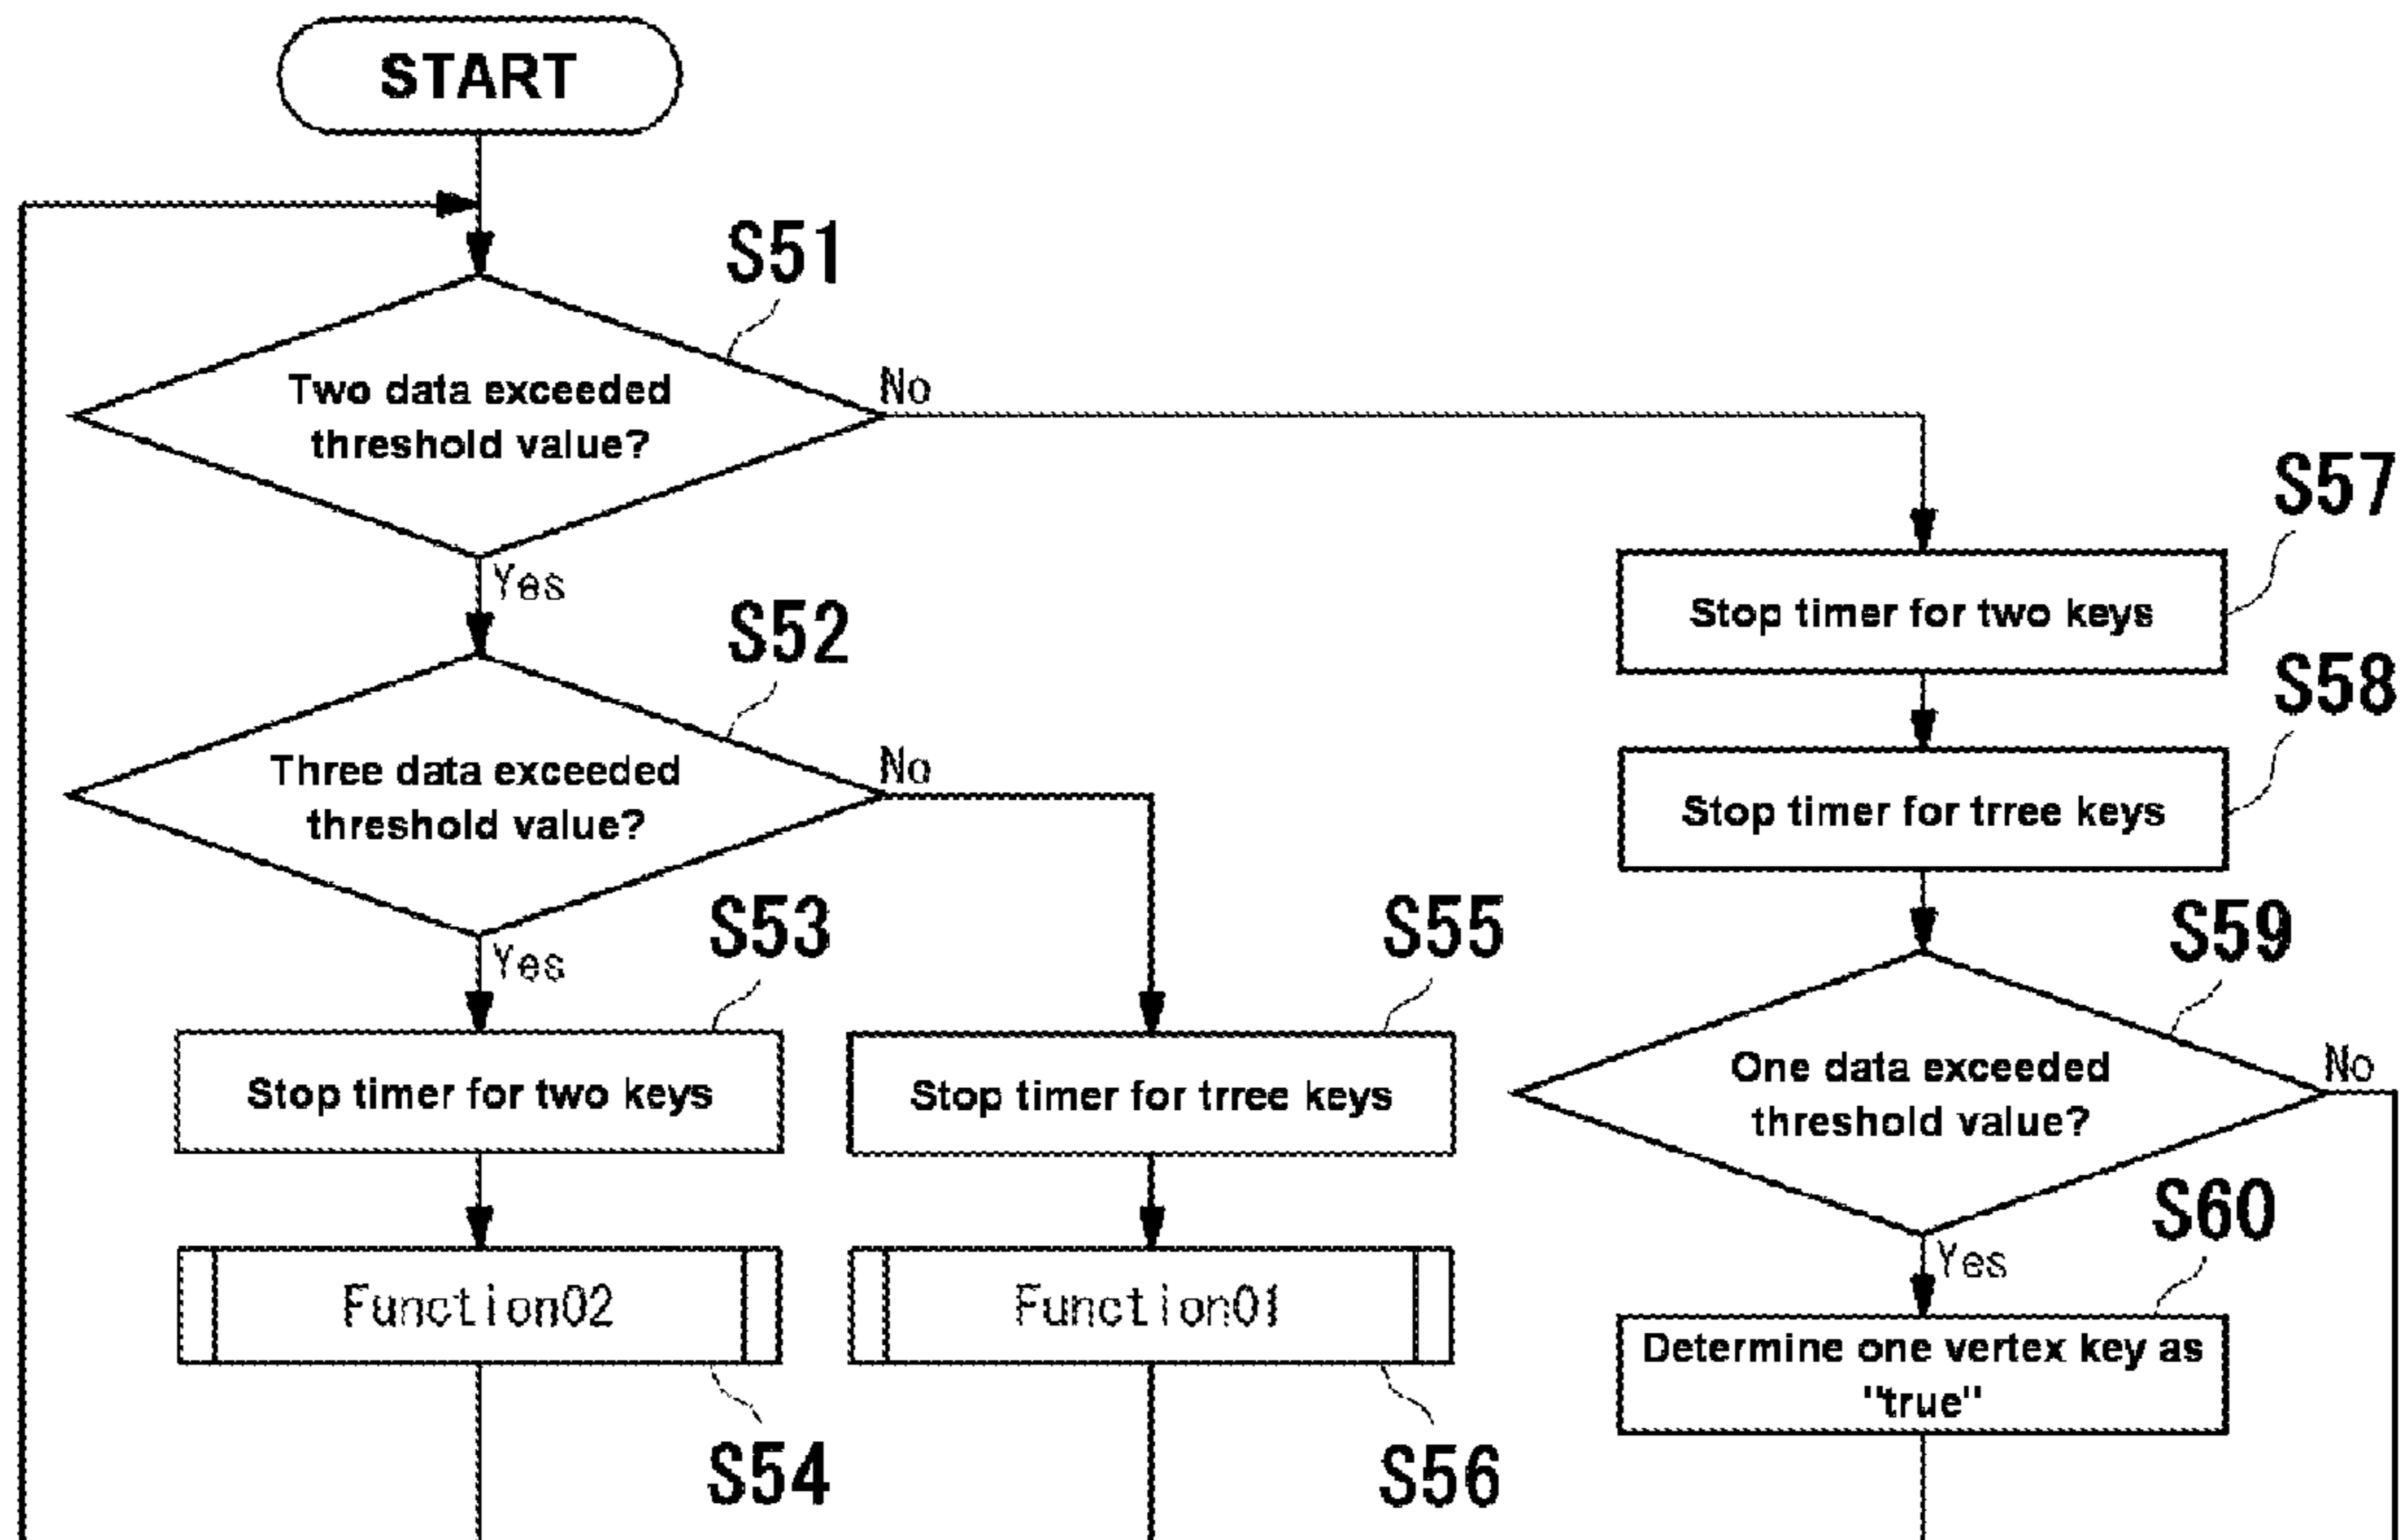 START
S51
Two data exceeded
threshold value?
No
Yes
S52
Three data exceeded
threshold value?
No
Yes
S53
Stop timer for two keys
Function02
S54
S55
Stop timer for trree keys
Function01
S56
S57
Stop timer for two keys
S58
Stop timer for trree keys
S59
One data exceeded
threshold value?
No
Yes
S60
Determine one vertex key as
"true"